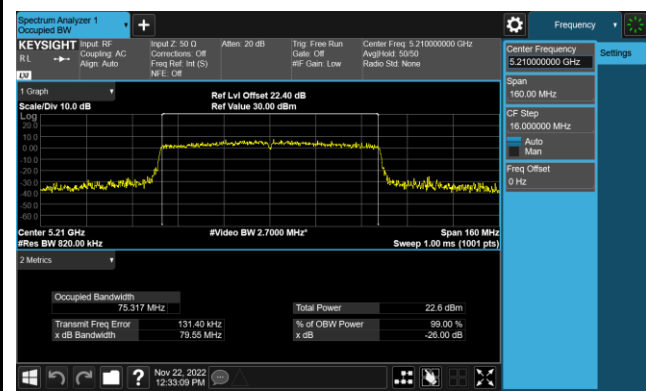 Spectrum Analyzer 1
Occupied BW
+
Frequency
KEYSIGHT
RL
LXI
Input: RF
Coupling: AC
Align: Auto
Input Z: 50 Ω
Corrections: Off
Freq Ref: Int (S)
NFE: Off
Atten: 20 dB
Trig: Free Run
Gate: Off
#IF Gain: Low
Center Freq: 5.210000000 GHz
Avg|Hold: 50/50
Radio Std: None
Center Frequency
5.210000000 GHz
Settings
Span
160.00 MHz
CF Step
16.000000 MHz
Auto
Man
Freq Offset
0 Hz
1 Graph
Scale/Div 10.0 dB
Ref Lvl Offset 22.40 dB
Ref Value 30.00 dBm
Log
20.0
10.0
0.00
-10.0
-20.0
-30.0
-40.0
-50.0
-60.0
Center 5.21 GHz
#Video BW 2.7000 MHz*
Span 160 MHz
#Res BW 820.00 kHz
Sweep 1.00 ms (1001 pts)
2 Metrics
Occupied Bandwidth
75.317 MHz
Total Power 22.6 dBm
Transmit Freq Error 131.40 kHz
% of OBW Power 99.00 %
x dB Bandwidth 79.55 MHz
x dB -26.00 dB
?
Nov 22, 2022
12:33:09 PM